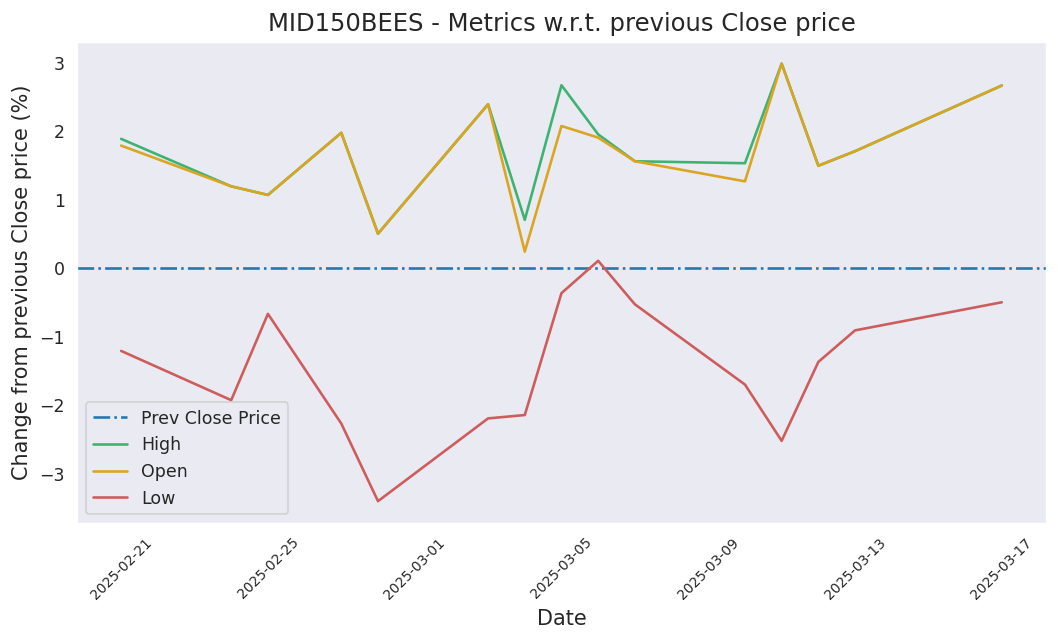 MID150BEES - Metrics w.r.t. previous Close price
Change from previous Close price (%)
3
2
1
0
−1
−2
−3
Prev Close Price
High
Open
Low
2025-02-21
2025-02-25
2025-03-01
2025-03-05
2025-03-09
2025-03-13
2025-03-17
Date